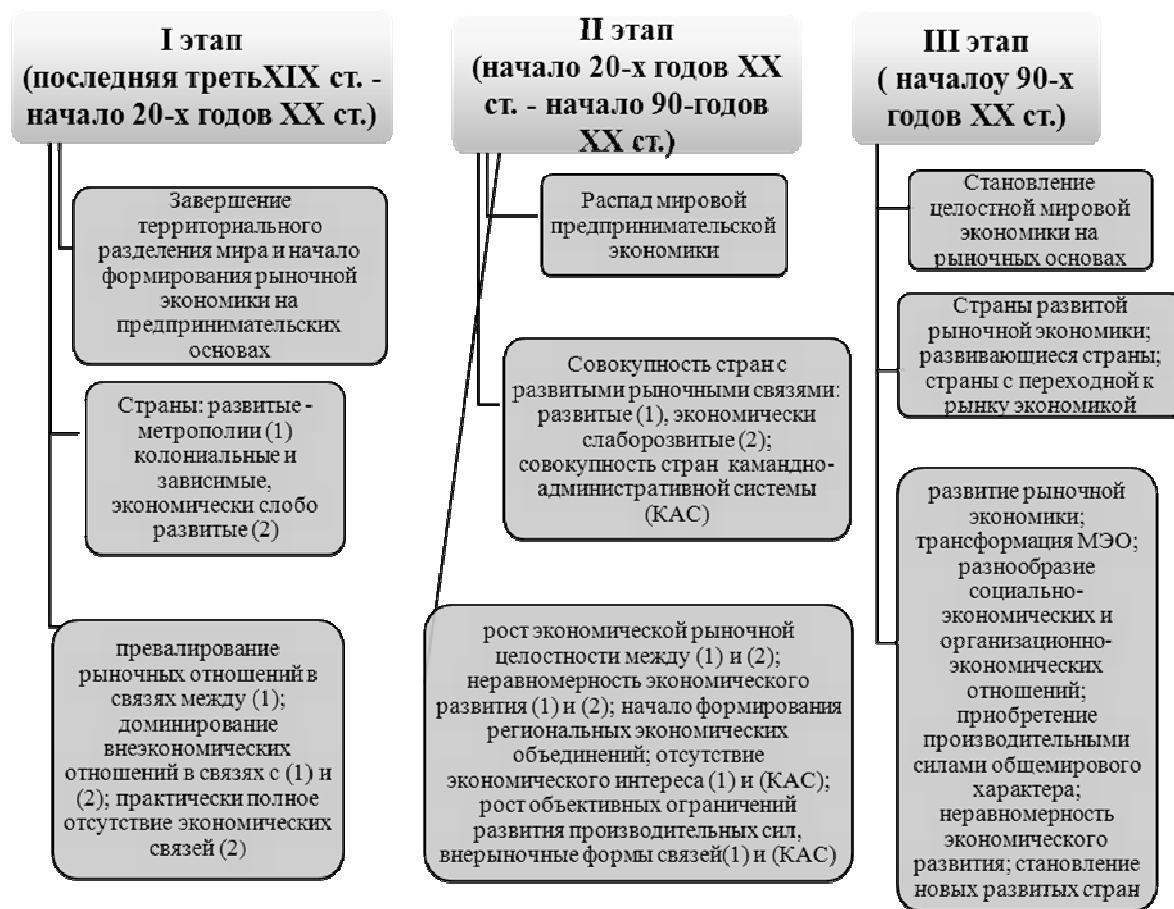 I этап
(последняя третьXIX ст. -
начало 20-х годов XX ст.)
Завершение
территориального
разделения мира и начало
формирования рыночной
экономики на
предпринимательских
основах
Страны: развитые -
метрополии (1)
колониальные и
зависимые,
экономически слобо
развитые (2)
превалирование
рыночных отношений в
связях между (1);
доминирование
внеэкономических
отношений в связях с (1) и
(2); практически полное
отсутствие экономических
связей (2)
II этап
(начало 20-х годов XX
ст. - начало 90-годов
XX ст.)
Распад мировой
предпринимательской
экономики
Совокупность стран с
развитыми рыночными связями:
развитые (1), экономически
слаборозвитые (2);
совокупность стран камандно-
административной системы
(КАС)
рост экономической рыночной
целостности между (1) и (2);
неравномерность экономического
развития (1) и (2); начало формирования
региональных экономических
объединений; отсутствие
экономического интереса (1) и (КАС);
рост объективных ограничений
развития производительных сил,
внерыночные формы связей(1) и (КАС)
III этап
( началоу 90-х
годов XX ст.)
Становление
целостной мировой
экономики на
рыночных основах
Страны развитой
рыночной экономики;
развивающиеся страны;
страны с переходной к
рынку экономикой
развитие рыночной
экономики;
трансформация МЭО;
разнообразие
социально-
экономических и
организационно-
экономических
отношений;
приобретение
производительными
силами общемирового
характера;
неравномерность
экономического
развития; становление
новых развитых стран